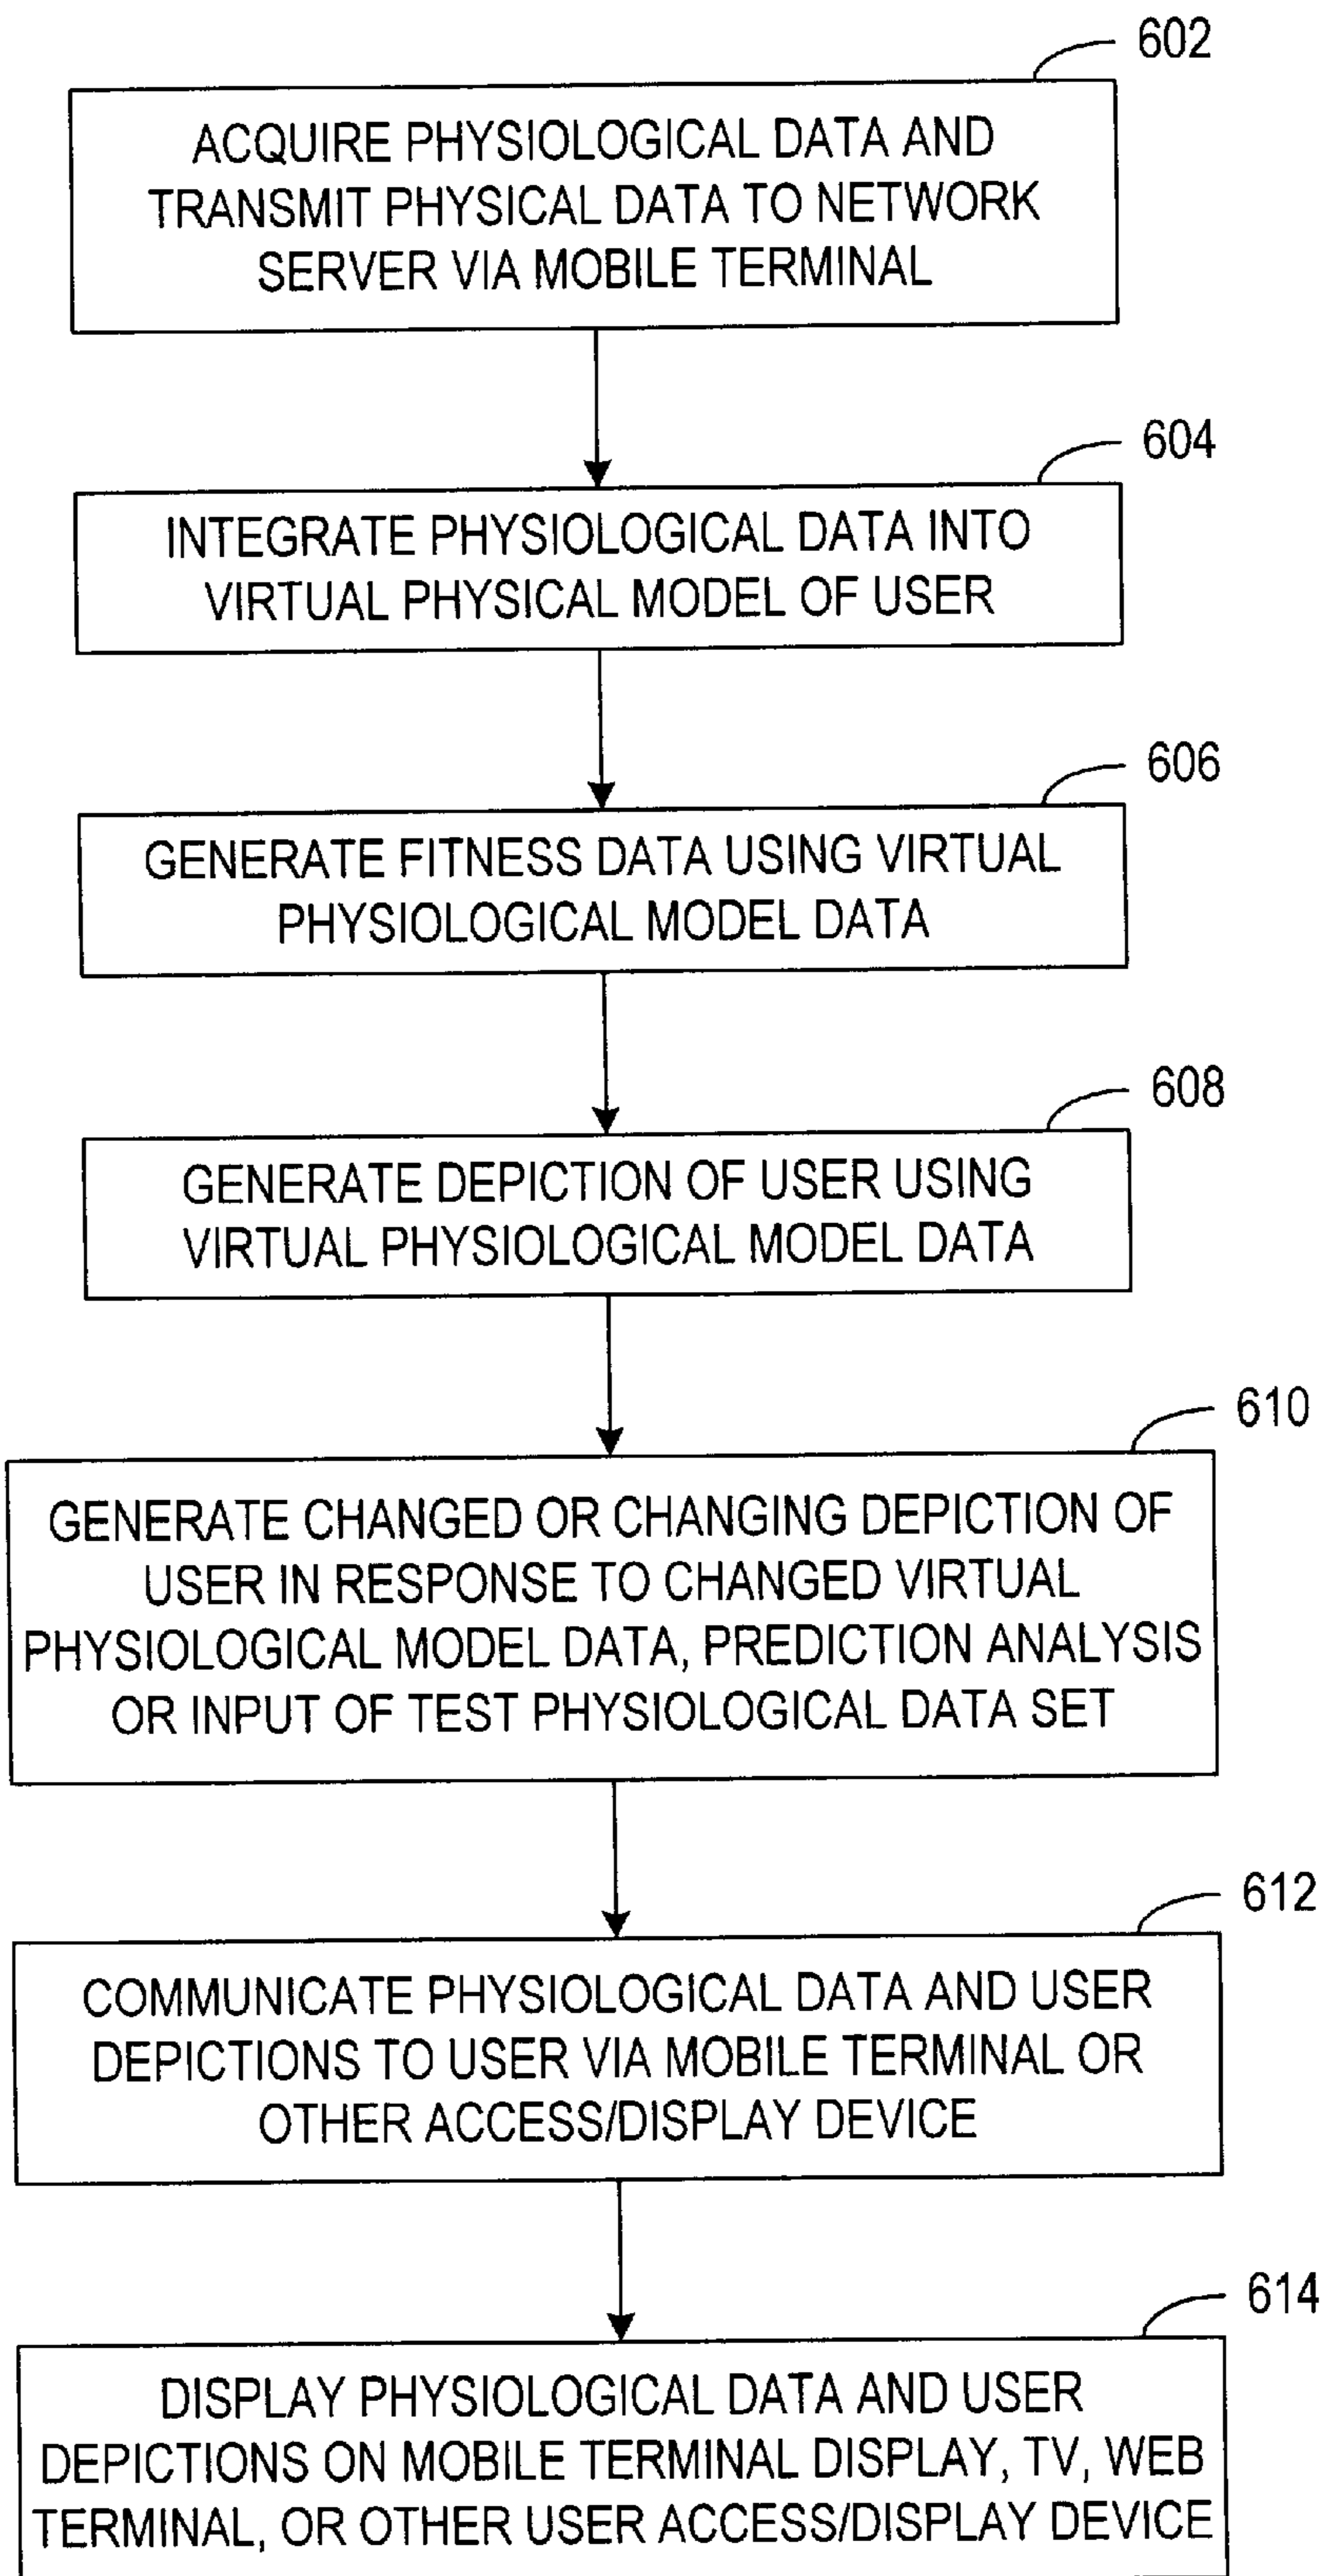 602
ACQUIRE PHYSIOLOGICAL DATA AND
TRANSMIT PHYSICAL DATA TO NETWORK
SERVER VIA MOBILE TERMINAL
604
INTEGRATE PHYSIOLOGICAL DATA INTO
VIRTUAL PHYSICAL MODEL OF USER
606
GENERATE FITNESS DATA USING VIRTUAL
PHYSIOLOGICAL MODEL DATA
608
GENERATE DEPICTION OF USER USING
VIRTUAL PHYSIOLOGICAL MODEL DATA
610
GENERATE CHANGED OR CHANGING DEPICTION OF
USER IN RESPONSE TO CHANGED VIRTUAL
PHYSIOLOGICAL MODEL DATA, PREDICTION ANALYSIS
OR INPUT OF TEST PHYSIOLOGICAL DATA SET
612
COMMUNICATE PHYSIOLOGICAL DATA AND USER
DEPICTIONS TO USER VIA MOBILE TERMINAL OR
OTHER ACCESS/DISPLAY DEVICE
614
DISPLAY PHYSIOLOGICAL DATA AND USER
DEPICTIONS ON MOBILE TERMINAL DISPLAY, TV, WEB
TERMINAL, OR OTHER USER ACCESS/DISPLAY DEVICE